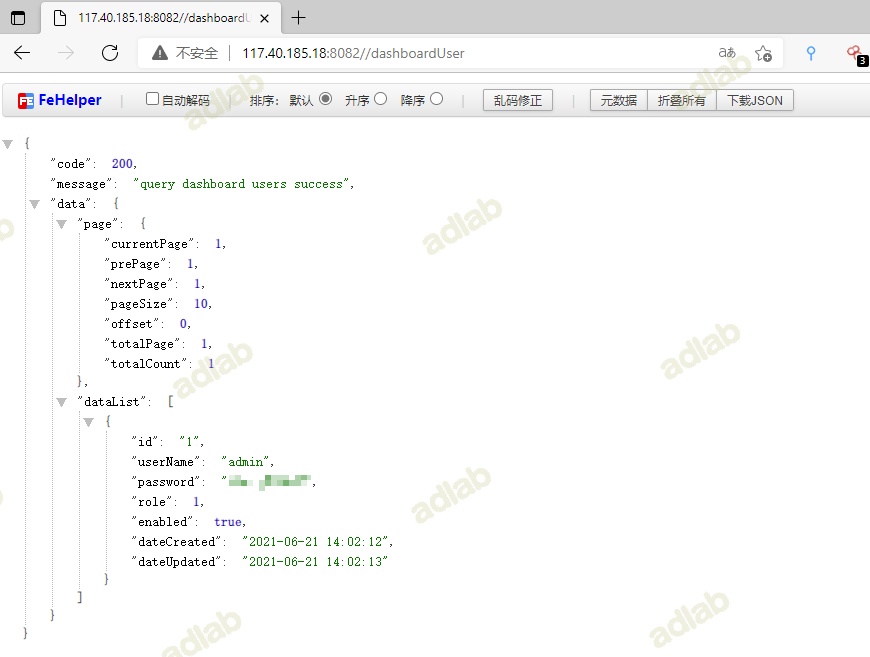 117.40.185.18:8082//dashboardU
不安全 117.40.185.18:8082//dashboardUser
aあ
3
FeHelper 自动解码 排序: 默认 升序 降序 乱码修正 元数据 折叠所有 下载JSON
{
"code": 200,
"message": "query dashboard users success",
"data": {
"page": {
"currentPage": 1,
"prePage": 1,
"nextPage": 1,
"pageSize": 10,
"offset": 0,
"totalPage": 1,
"totalCount": 1
},
"dataList": [
{
"id": "1",
"userName": "admin",
"password": "
",
"role": 1,
"enabled": true,
"dateCreated": "2021-06-21 14:02:12",
"dateUpdated": "2021-06-21 14:02:13"
}
]
}
}
adlab
adlab
adlab
adlab
adlab
adlab
adlab
adlab